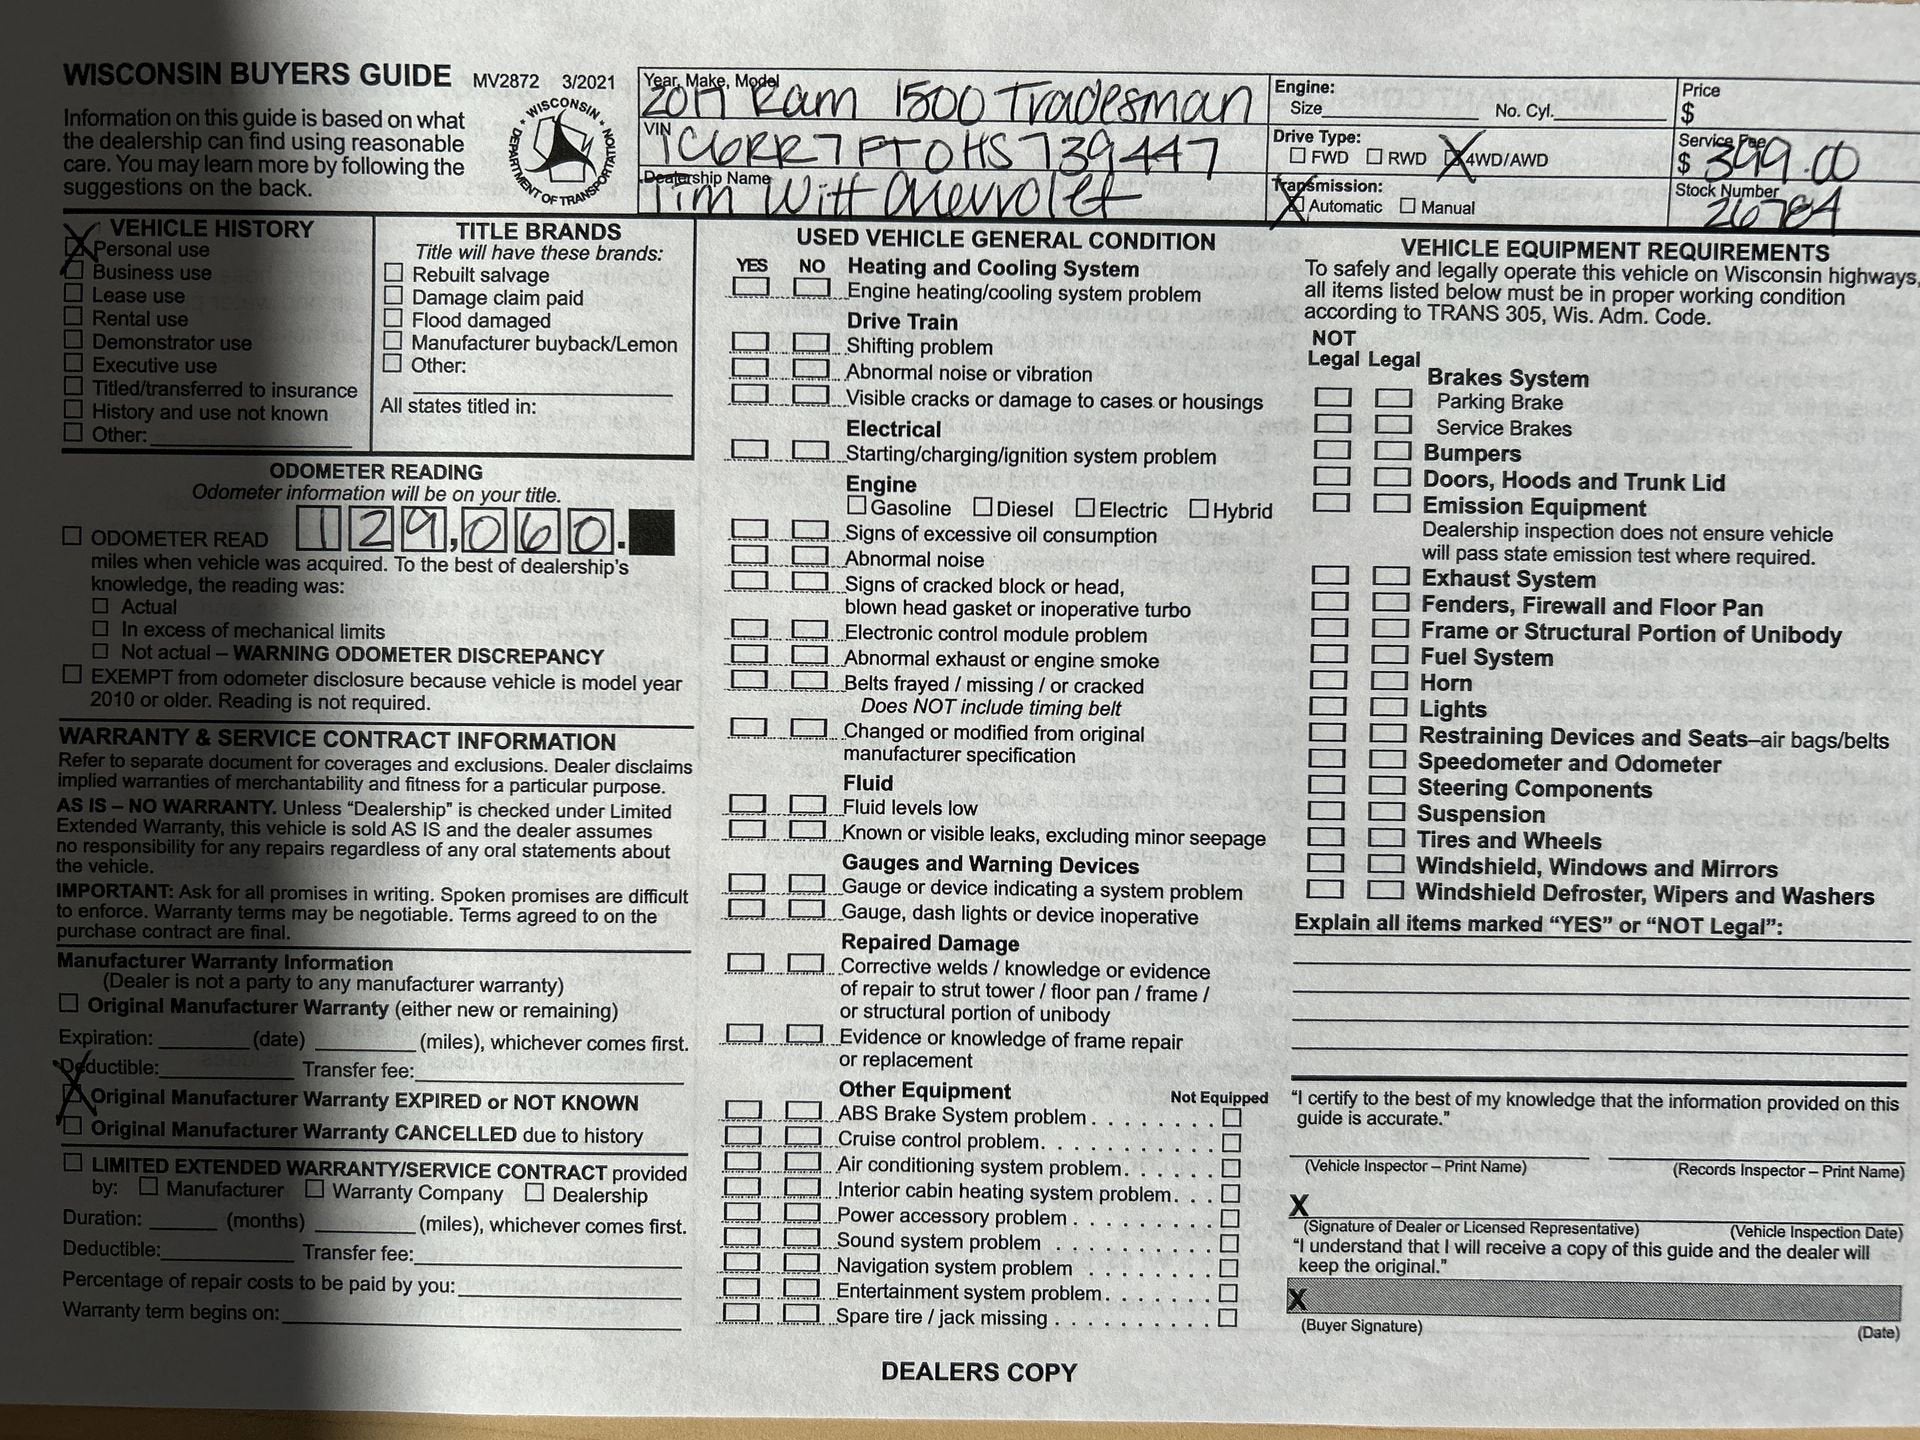 WISCONSIN BUYERS GUIDE MV2872 3/2021
Information on this guide is based on what
the dealership can find using reasonable
care. You may learn more by following the
suggestions on the back.
WISCONSIN • DEPARTMENT OF TRANSPORTATION •
Year, Make, Model
2017 Ram 1500 Tradesman
VIN
1C6RR7FT0HS739447
Dealership Name
Tim Witt Chevrolet
Engine:
Size No. Cyl.
Drive Type:
FWD RWD X 4WD/AWD
Transmission:
X Automatic Manual
Price
$
Service Fee
$ 399.00
Stock Number
26784
VEHICLE HISTORY
X Personal use
Business use
Lease use
Rental use
Demonstrator use
Executive use
Titled/transferred to insurance
History and use not known
Other:
TITLE BRANDS
Title will have these brands:
Rebuilt salvage
Damage claim paid
Flood damaged
Manufacturer buyback/Lemon
Other:
All states titled in:
ODOMETER READING
Odometer information will be on your title.
ODOMETER READ 129,060.
miles when vehicle was acquired. To the best of dealership's
knowledge, the reading was:
Actual
In excess of mechanical limits
Not actual – WARNING ODOMETER DISCREPANCY
EXEMPT from odometer disclosure because vehicle is model year
2010 or older. Reading is not required.
WARRANTY & SERVICE CONTRACT INFORMATION
Refer to separate document for coverages and exclusions. Dealer disclaims
implied warranties of merchantability and fitness for a particular purpose.
AS IS – NO WARRANTY. Unless "Dealership" is checked under Limited
Extended Warranty, this vehicle is sold AS IS and the dealer assumes
no responsibility for any repairs regardless of any oral statements about
the vehicle.
IMPORTANT: Ask for all promises in writing. Spoken promises are difficult
to enforce. Warranty terms may be negotiable. Terms agreed to on the
purchase contract are final.
Manufacturer Warranty Information
(Dealer is not a party to any manufacturer warranty)
Original Manufacturer Warranty (either new or remaining)
Expiration: (date) (miles), whichever comes first.
Deductible: Transfer fee:
X Original Manufacturer Warranty EXPIRED or NOT KNOWN
Original Manufacturer Warranty CANCELLED due to history
LIMITED EXTENDED WARRANTY/SERVICE CONTRACT provided
by: Manufacturer Warranty Company Dealership
Duration: (months) (miles), whichever comes first.
Deductible: Transfer fee:
Percentage of repair costs to be paid by you:
Warranty term begins on:
USED VEHICLE GENERAL CONDITION
YES NO Heating and Cooling System
Engine heating/cooling system problem
Drive Train
Shifting problem
Abnormal noise or vibration
Visible cracks or damage to cases or housings
Electrical
Starting/charging/ignition system problem
Engine
Gasoline Diesel Electric Hybrid
Signs of excessive oil consumption
Abnormal noise
Signs of cracked block or head,
blown head gasket or inoperative turbo
Electronic control module problem
Abnormal exhaust or engine smoke
Belts frayed / missing / or cracked
Does NOT include timing belt
Changed or modified from original
manufacturer specification
Fluid
Fluid levels low
Known or visible leaks, excluding minor seepage
Gauges and Warning Devices
Gauge or device indicating a system problem
Gauge, dash lights or device inoperative
Repaired Damage
Corrective welds / knowledge or evidence
of repair to strut tower / floor pan / frame /
or structural portion of unibody
Evidence or knowledge of frame repair
or replacement
Other Equipment Not Equipped
ABS Brake System problem
Cruise control problem
Air conditioning system problem
Interior cabin heating system problem
Power accessory problem
Sound system problem
Navigation system problem
Entertainment system problem
Spare tire / jack missing
VEHICLE EQUIPMENT REQUIREMENTS
To safely and legally operate this vehicle on Wisconsin highways,
all items listed below must be in proper working condition
according to TRANS 305, Wis. Adm. Code.
NOT
Legal Legal
Brakes System
Parking Brake
Service Brakes
Bumpers
Doors, Hoods and Trunk Lid
Emission Equipment
Dealership inspection does not ensure vehicle
will pass state emission test where required.
Exhaust System
Fenders, Firewall and Floor Pan
Frame or Structural Portion of Unibody
Fuel System
Horn
Lights
Restraining Devices and Seats–air bags/belts
Speedometer and Odometer
Steering Components
Suspension
Tires and Wheels
Windshield, Windows and Mirrors
Windshield Defroster, Wipers and Washers
Explain all items marked "YES" or "NOT Legal":
"I certify to the best of my knowledge that the information provided on this
guide is accurate."
(Vehicle Inspector – Print Name) (Records Inspector – Print Name)
X
(Signature of Dealer or Licensed Representative) (Vehicle Inspection Date)
"I understand that I will receive a copy of this guide and the dealer will
keep the original."
X
(Buyer Signature) (Date)
DEALERS COPY